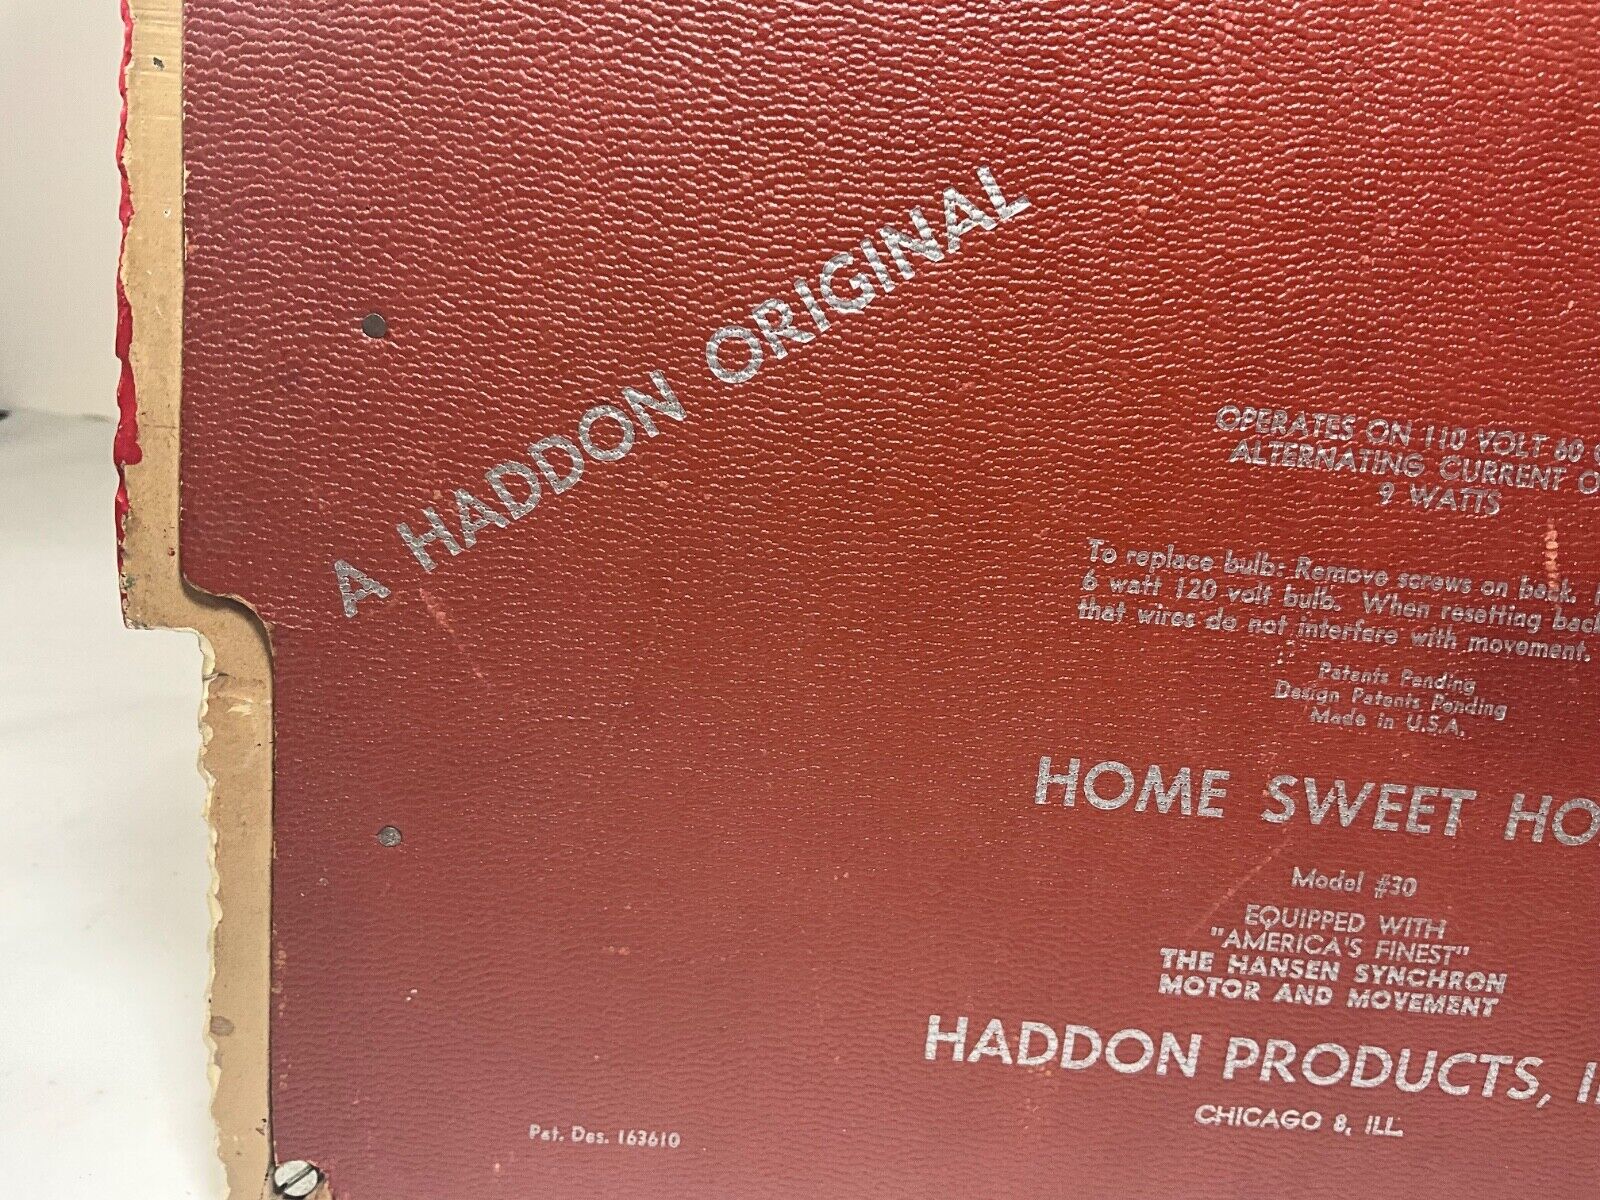 A HADDON ORIGINAL
OPERATES ON 110 VOLT 60
ALTERNATING CURRENT
9 WATTS
To replace bulb: Remove screws on back.
6 watt 120 volt bulb. When resetting back
that wires do not interfere with movement.
Patents Pending
Design Patents Pending
Made in U.S.A.
HOME SWEET HO
Model #30
EQUIPPED WITH
"AMERICA'S FINEST"
THE HANSEN SYNCHRON
MOTOR AND MOVEMENT
HADDON PRODUCTS, I
CHICAGO 8, ILL.
Pat. Des. 163610